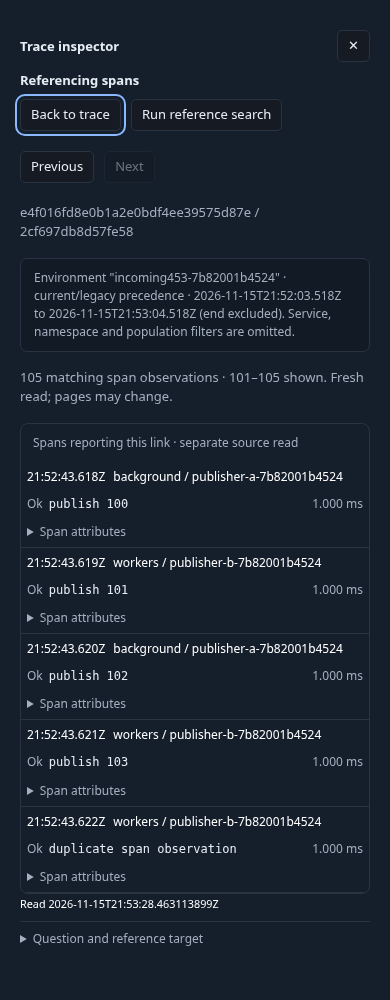 Trace inspector
✕
Referencing spans
Back to trace
Run reference search
Previous
Next
e4f016fd8e0b1a2e0bdf4ee39575d87e /
2cf697db8d57fe58
Environment "incoming453-7b82001b4524" ·
current/legacy precedence · 2026-11-15T21:52:03.518Z
to 2026-11-15T21:53:04.518Z (end excluded). Service,
namespace and population filters are omitted.
105 matching span observations · 101–105 shown. Fresh
read; pages may change.
Spans reporting this link · separate source read
21:52:43.618Z background / publisher-a-7b82001b4524
Ok publish 100 1.000 ms
▶ Span attributes
21:52:43.619Z workers / publisher-b-7b82001b4524
Ok publish 101 1.000 ms
▶ Span attributes
21:52:43.620Z background / publisher-a-7b82001b4524
Ok publish 102 1.000 ms
▶ Span attributes
21:52:43.621Z workers / publisher-b-7b82001b4524
Ok publish 103 1.000 ms
▶ Span attributes
21:52:43.622Z workers / publisher-b-7b82001b4524
Ok duplicate span observation 1.000 ms
▶ Span attributes
Read 2026-11-15T21:53:28.463113899Z
▶ Question and reference target